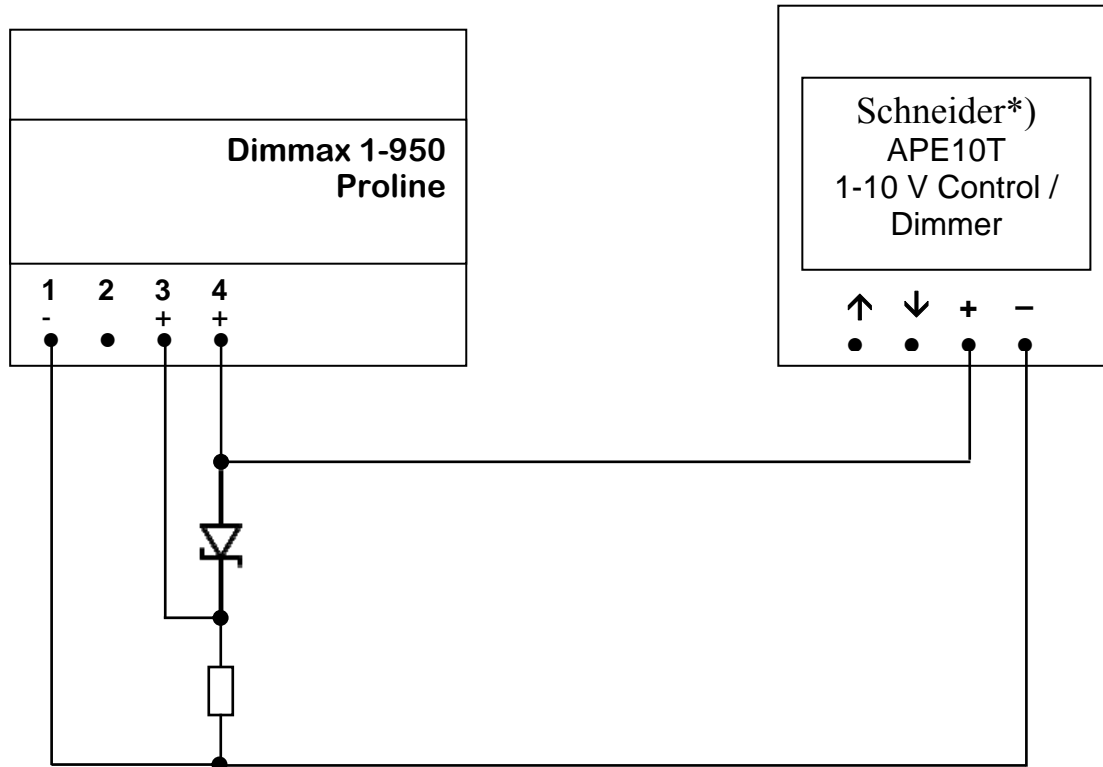 Dimmax 1-950
Proline
1 2 3 4
- + +
Schneider*)
APE10T
1-10 V Control /
Dimmer
↑ ↓ + −